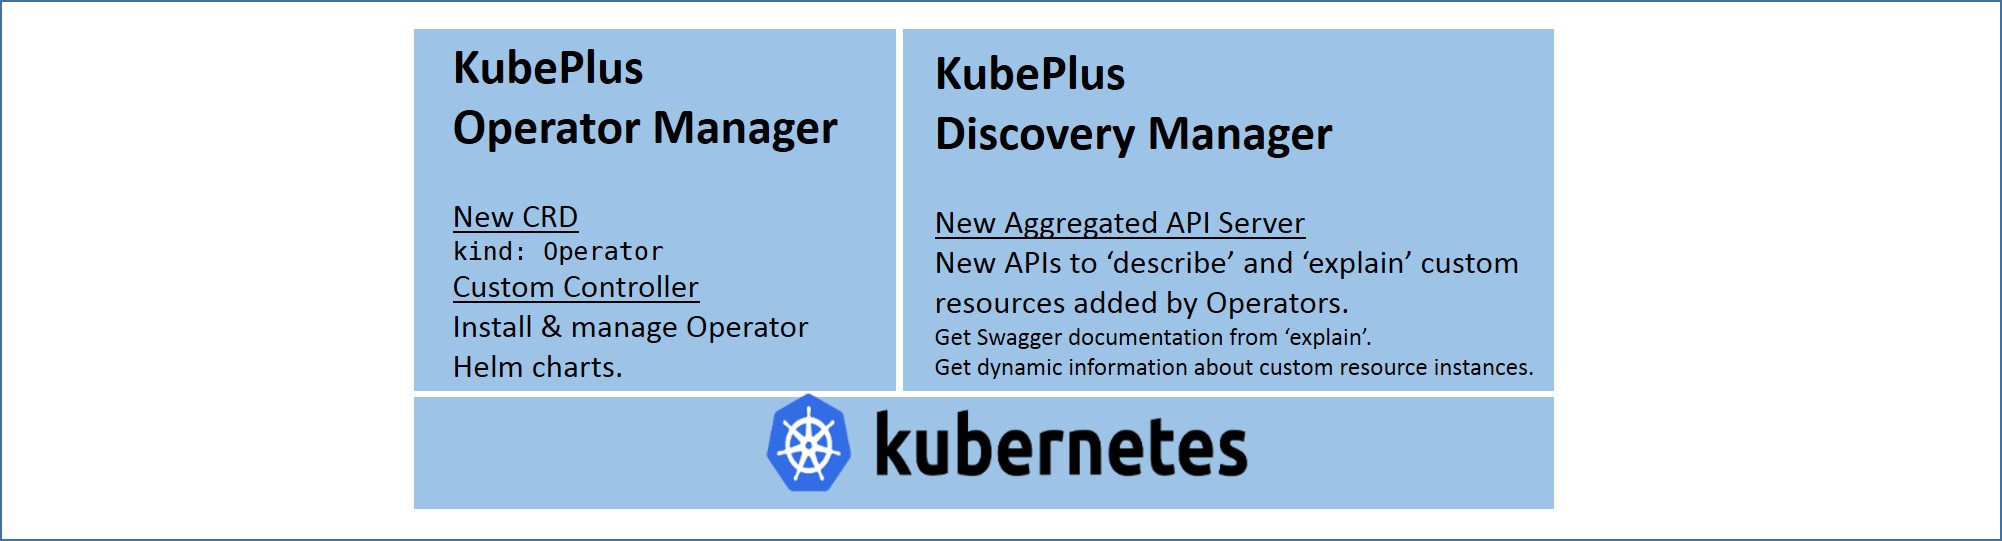 KubePlus
Operator Manager
New CRD
kind: Operator
Custom Controller
Install & manage Operator
Helm charts.
KubePlus
Discovery Manager
New Aggregated API Server
New APIs to ‘describe’ and ‘explain’ custom
resources added by Operators.
Get Swagger documentation from ‘explain’.
Get dynamic information about custom resource instances.
kubernetes